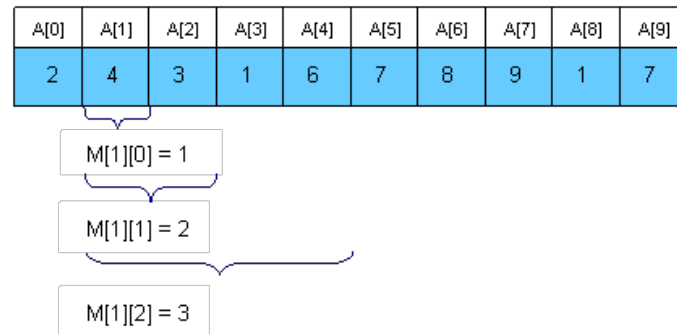 A[0] A[1] A[2] A[3] A[4] A[5] A[6] A[7] A[8] A[9]
2 4 3 1 6 7 8 9 1 7
M[1][0] = 1
M[1][1] = 2
M[1][2] = 3